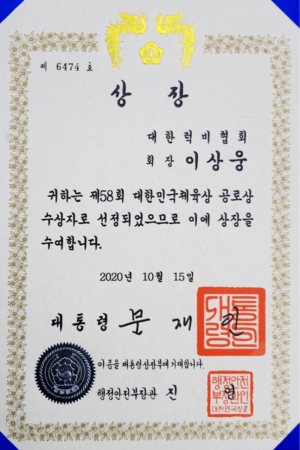 제 6474 호
상 장
대한럭비협회
회장 이상웅
귀하는 제58회 대한민국체육상 공로상
수상자로 선정되었으므로 이에 상장을
수여합니다.
2020년 10월 15일
대통령 문재인
이 증을 대통령상장부에 기재합니다.
행정안전부장관 진 영